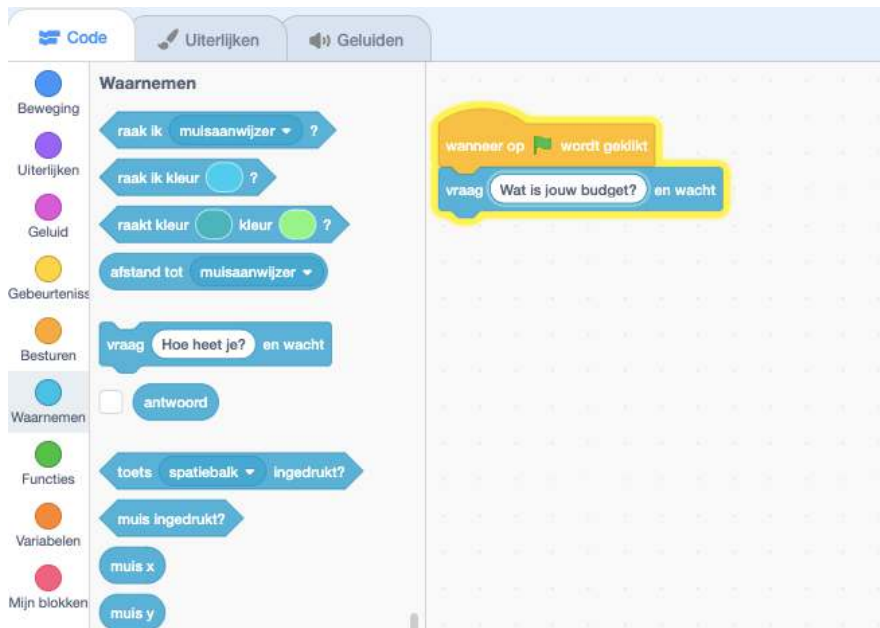 Code
Uiterlijken
Geluiden
Beweging
Uiterlijken
Geluid
Gebeurteniss
Besturen
Waarnemen
Functies
Variabelen
Mijn blokken
Waarnemen
raak ik muisaanwijzer ?
raak ik kleur ?
raakt kleur kleur ?
afstand tot muisaanwijzer
vraag Hoe heet je? en wacht
antwoord
toets spatiebalk ingedrukt?
muis ingedrukt?
muis x
muis y
wanneer op wordt geklikt
vraag Wat is jouw budget? en wacht